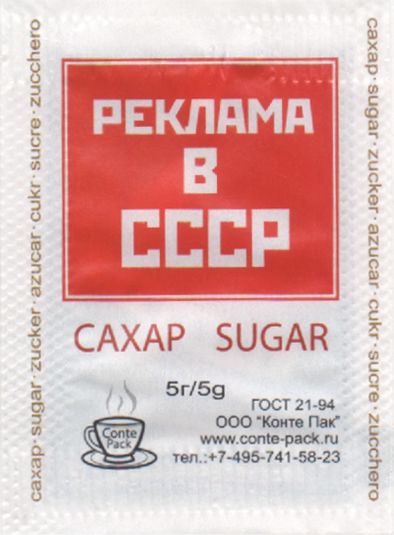 РЕКЛАМА
В
СССР
САХАР SUGAR
5г/5g
ГОСТ 21-94
ООО "Конте Пак"
www.conte-pack.ru
тел.:+7-495-741-58-23
Conte
Pack
сахар·sugar·zucker·azucar·cukr·sucre·zucchero
сахар·sugar·zucker·azucar·cukr·sucre·zucchero